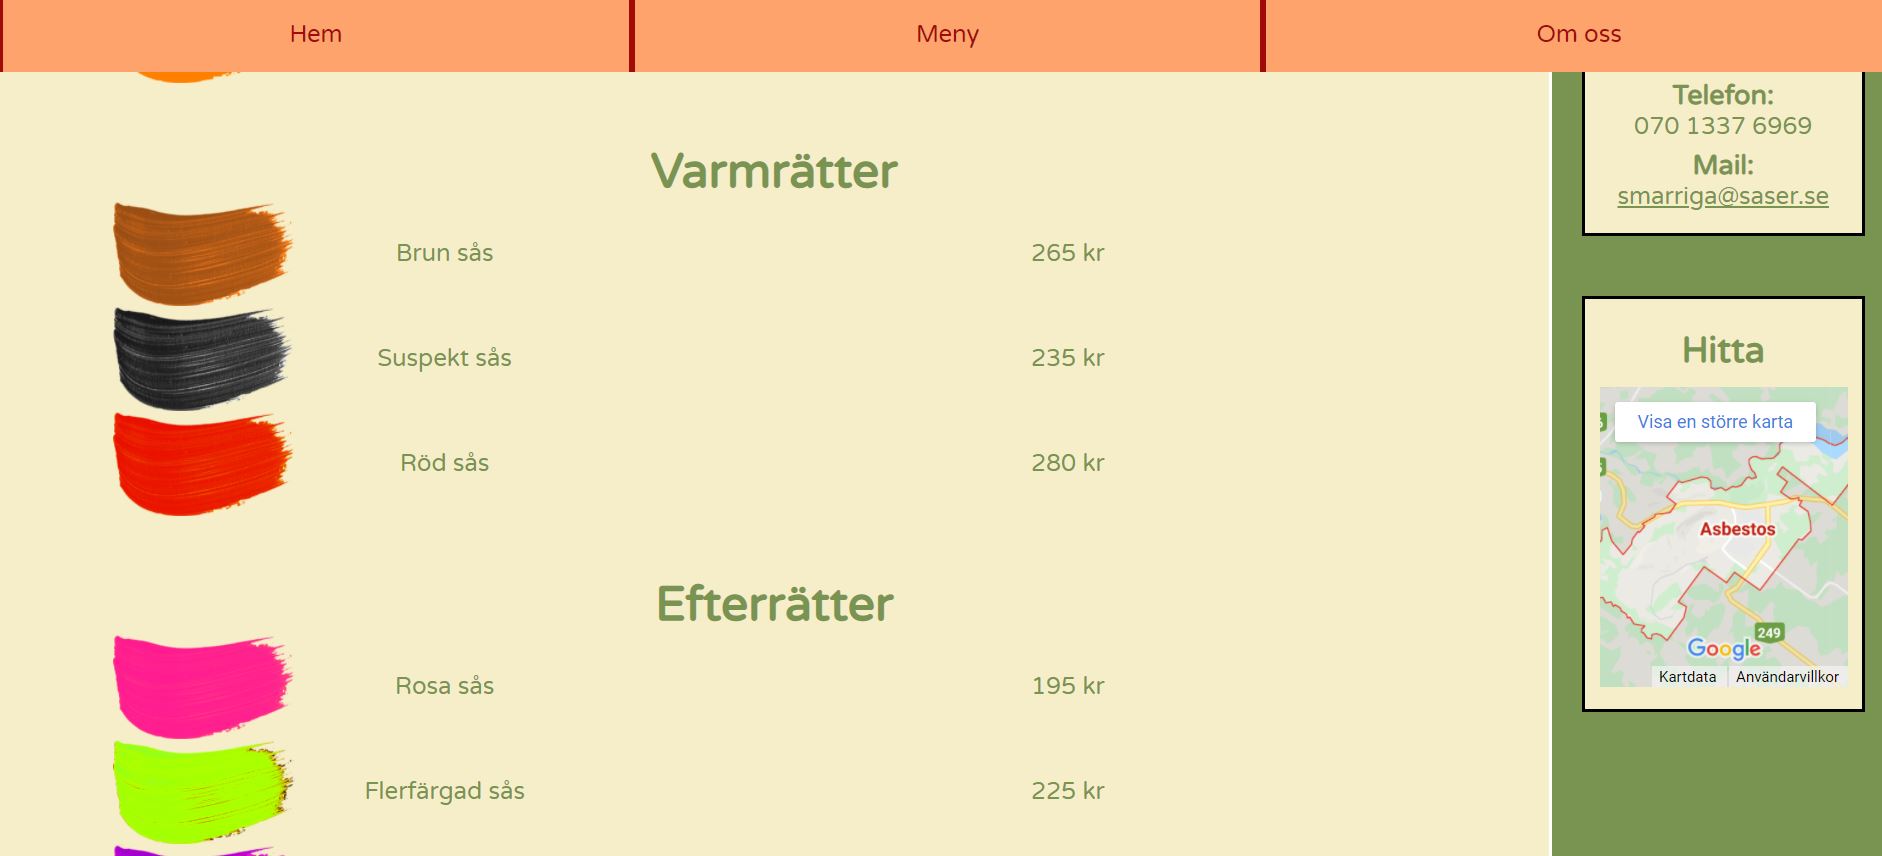 Hem
Meny
Om oss
Varmrätter
Brun sås 265 kr
Suspekt sås 235 kr
Röd sås 280 kr
Efterrätter
Rosa sås 195 kr
Flerfärgad sås 225 kr
Telefon:
070 1337 6969
Mail:
smarriga@saser.se
Hitta
Visa en större karta
Asbestos
249
Google
Kartdata
Användarvillkor